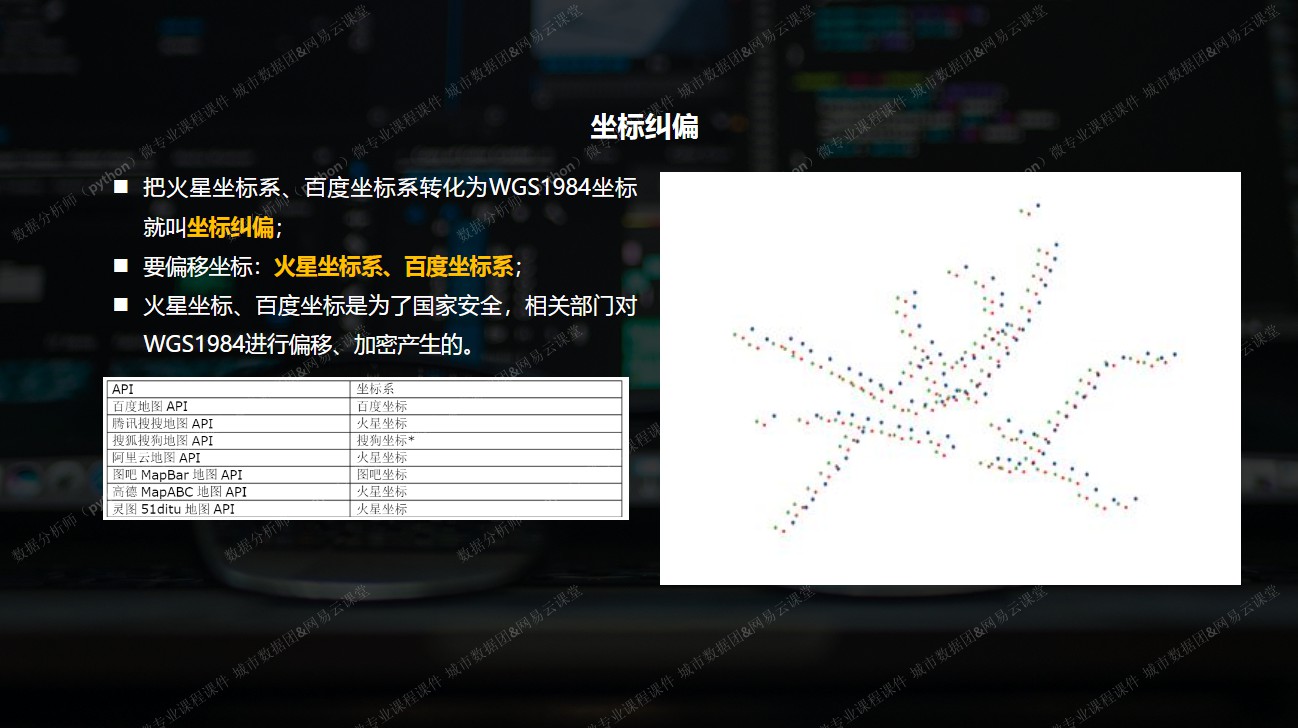 坐标纠偏
■ 把火星坐标系、百度坐标系转化为WGS1984坐标
就叫坐标纠偏；
■ 要偏移坐标：火星坐标系、百度坐标系；
■ 火星坐标、百度坐标是为了国家安全，相关部门对
WGS1984进行偏移、加密产生的。
API 坐标系
百度地图 API 百度坐标
腾讯搜搜地图 API 火星坐标
搜狐搜狗地图 API 搜狗坐标*
阿里云地图 API 火星坐标
图吧 MapBar 地图 API 图吧坐标
高德 MapABC 地图 API 火星坐标
灵图 51ditu 地图 API 火星坐标
数据分析师（python）微专业课程课件 城市数据团&网易云课堂